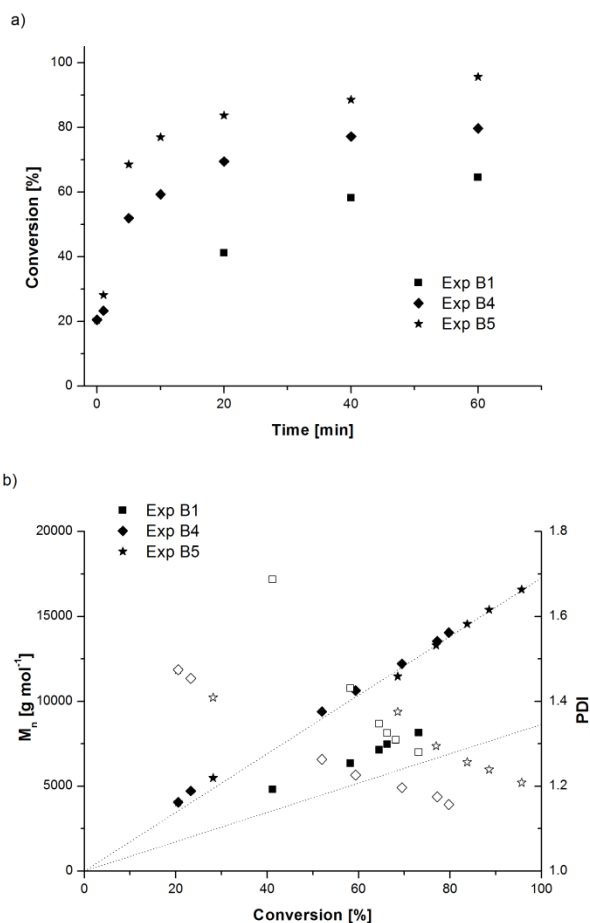 a)
100
80
60
40
20
0
Conversion [%]
Exp B1
Exp B4
Exp B5
0 20 40 60
Time [min]
b)
Exp B1
Exp B4
Exp B5
20000
15000
10000
5000
0
Mn [g mol-1]
1.8
1.6
1.4
1.2
1.0
PDI
0 20 40 60 80 100
Conversion [%]